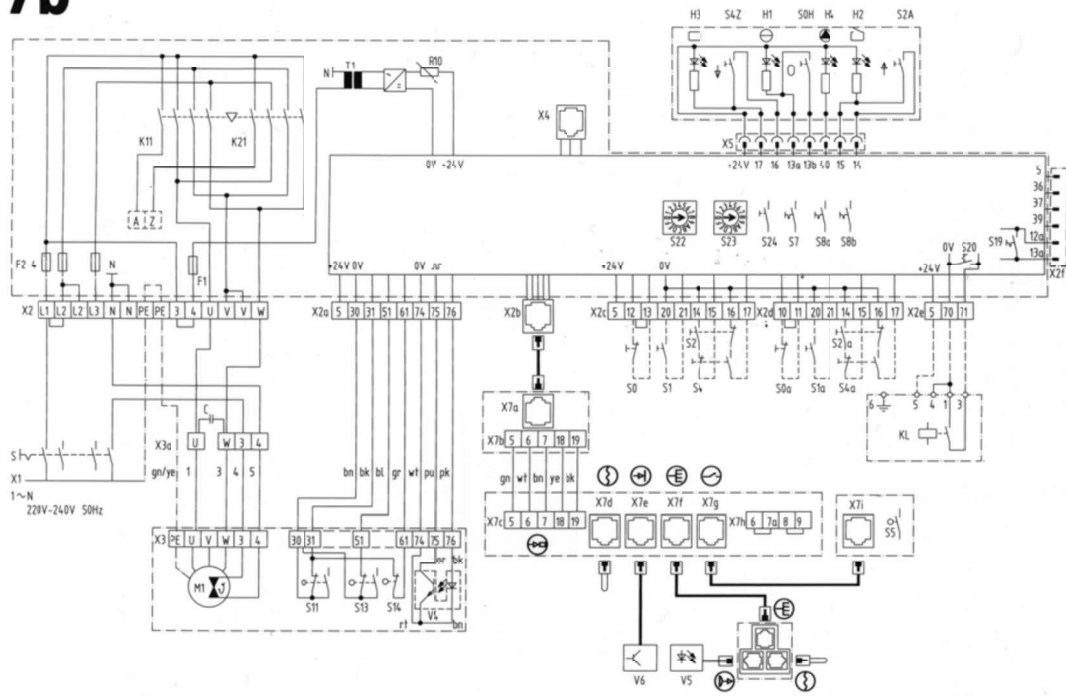 7b
H3 S4Z H1 S0H H4 H2 S2A
N T1 R10
X4
X5
-24V 17 16 13a 13b 40 15 14
0V -24V
K11 K21
A Z
5
36
37
39
12a
13a
X2f
S19
S22 S23 S24 S7 S8a S8b
0V S20
F2 4 N F1
+24V 0V 0V +24V 0V +24V
X2 L1 L2 L2 L3 N N PE PE 3 4 U V V W
X2a 5 30 31 51 61 74 75 76
X2b
X2c 5 12 13 20 21 14 15 16 17
X2d 10 11 20 21 14 15 16 17
X2e 5 70 71
S2 S2 a
S0 S1 S4 S0a S1a S4a
6 5 4 1 3
KL
X7a
C
X3a U W 3 4
X7b 5 6 7 18 19
S
X1
gn/ye 1 3 4 5
bn bk bl gr wt pu pk
gn wt bn ye bk
1~N
220V-240V 50Hz
X7d X7e X7f X7g X7i
X7c 5 6 7 18 19
X7h 6 7a 8 9
S5
X3 PE U V W 3 4 30 31 51 61 74 75 76
or bk
M1
S11 S13 S14 V4
rt bn
V6 V5